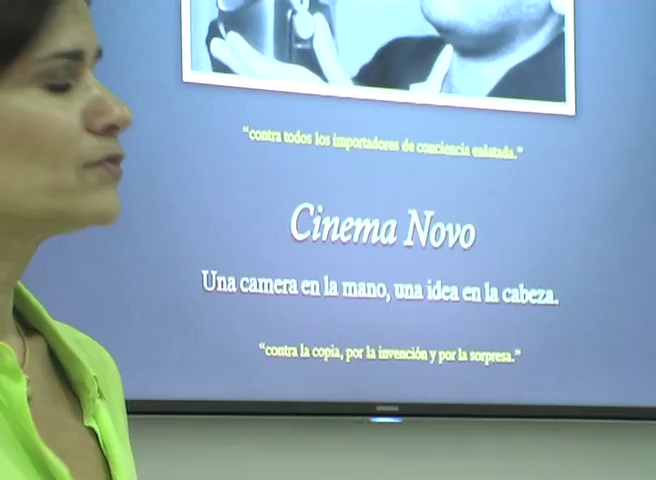 “contra todos los importadores de conciencia enlatada.”
Cinema Novo
Una camera en la mano, una idea en la cabeza.
“contra la copia, por la invención y por la sorpresa.”